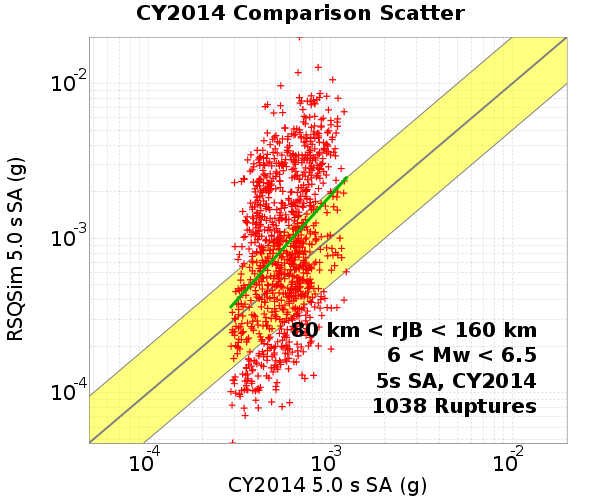 CY2014 Comparison Scatter
10-2
10-3
10-4
RSQSim 5.0 s SA (g)
80 km < rJB < 160 km
6 < Mw < 6.5
5s SA, CY2014
1038 Ruptures
10-4 10-3 10-2
CY2014 5.0 s SA (g)